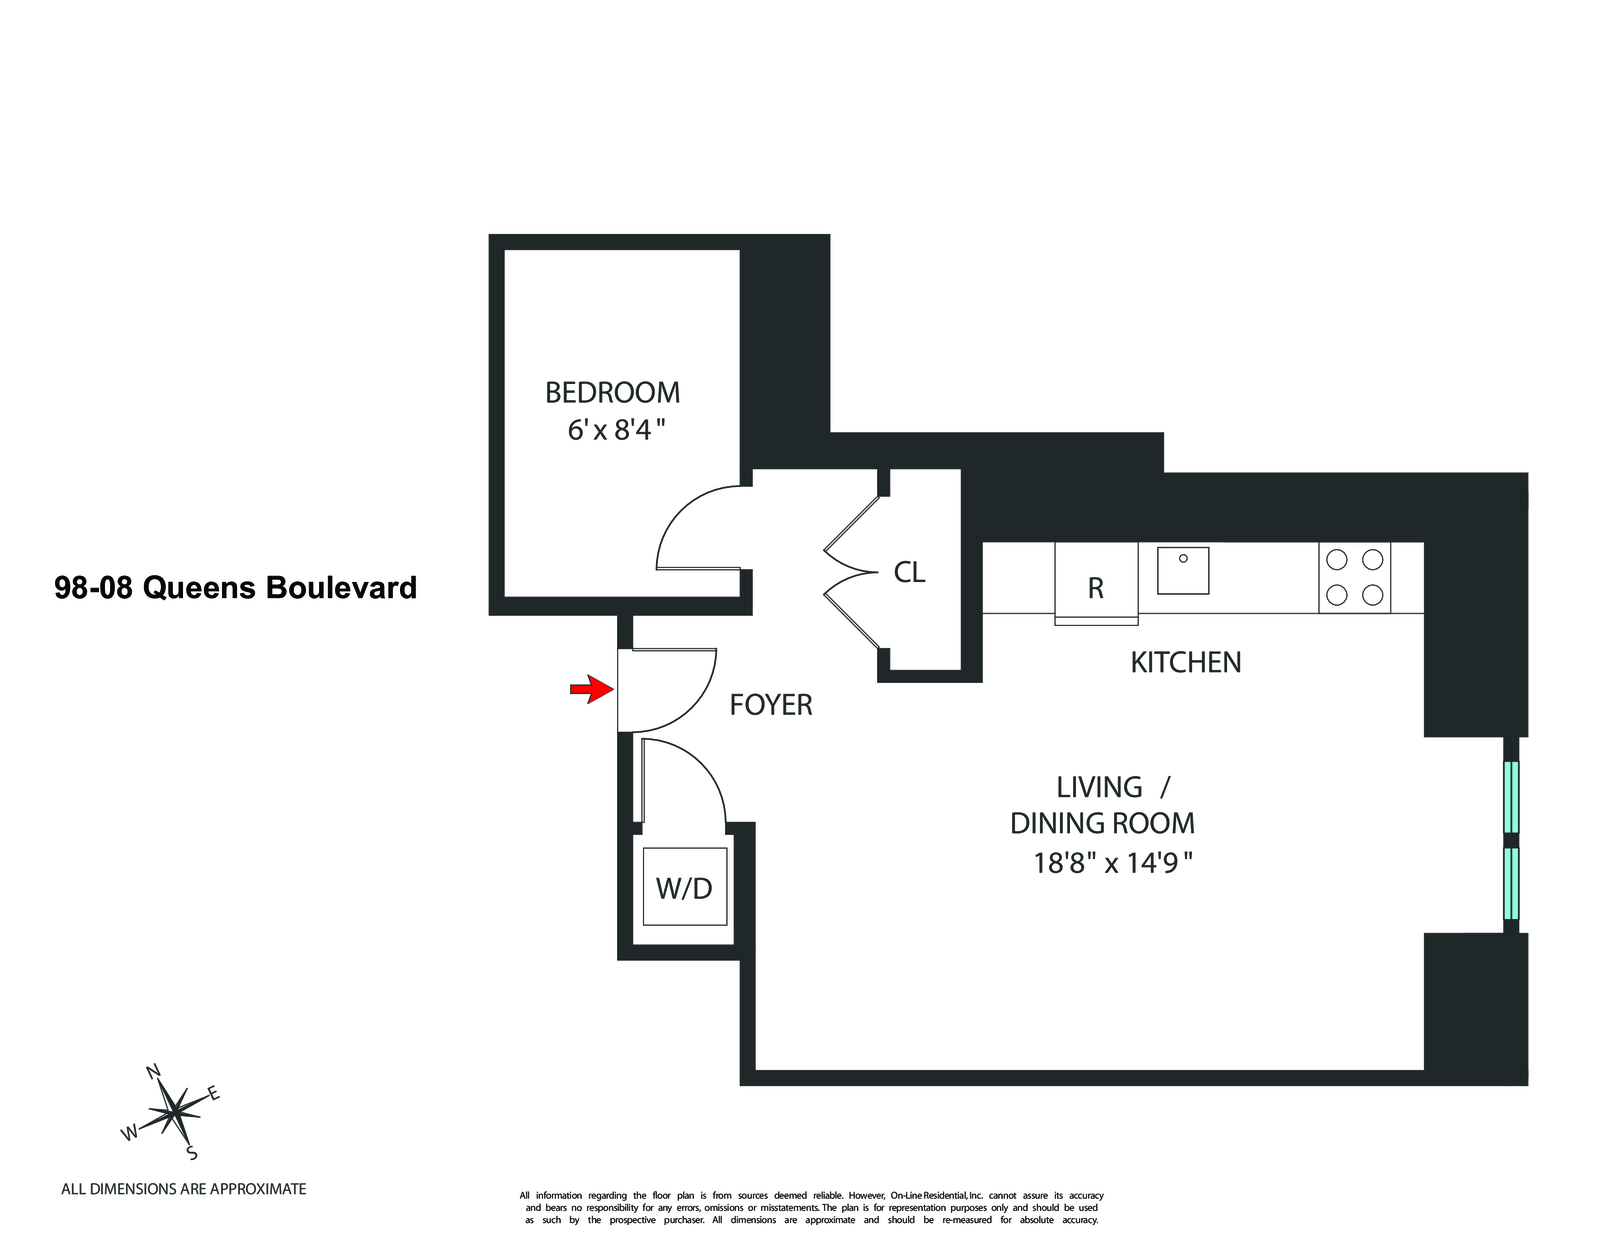 BEDROOM
6' x 8'4"
98-08 Queens Boulevard
CL
R
KITCHEN
FOYER
LIVING /
DINING ROOM
18'8" x 14'9"
W/D
N
E
W
S
ALL DIMENSIONS ARE APPROXIMATE
All information regarding the floor plan is from sources deemed reliable. However, On-Line Residential, Inc. cannot assure its accuracy
and bears no responsibility for any errors, omissions or misstatements. The plan is for representation purposes only and should be used
as such by the prospective purchaser. All dimensions are approximate and should be re-measured for absolute accuracy.